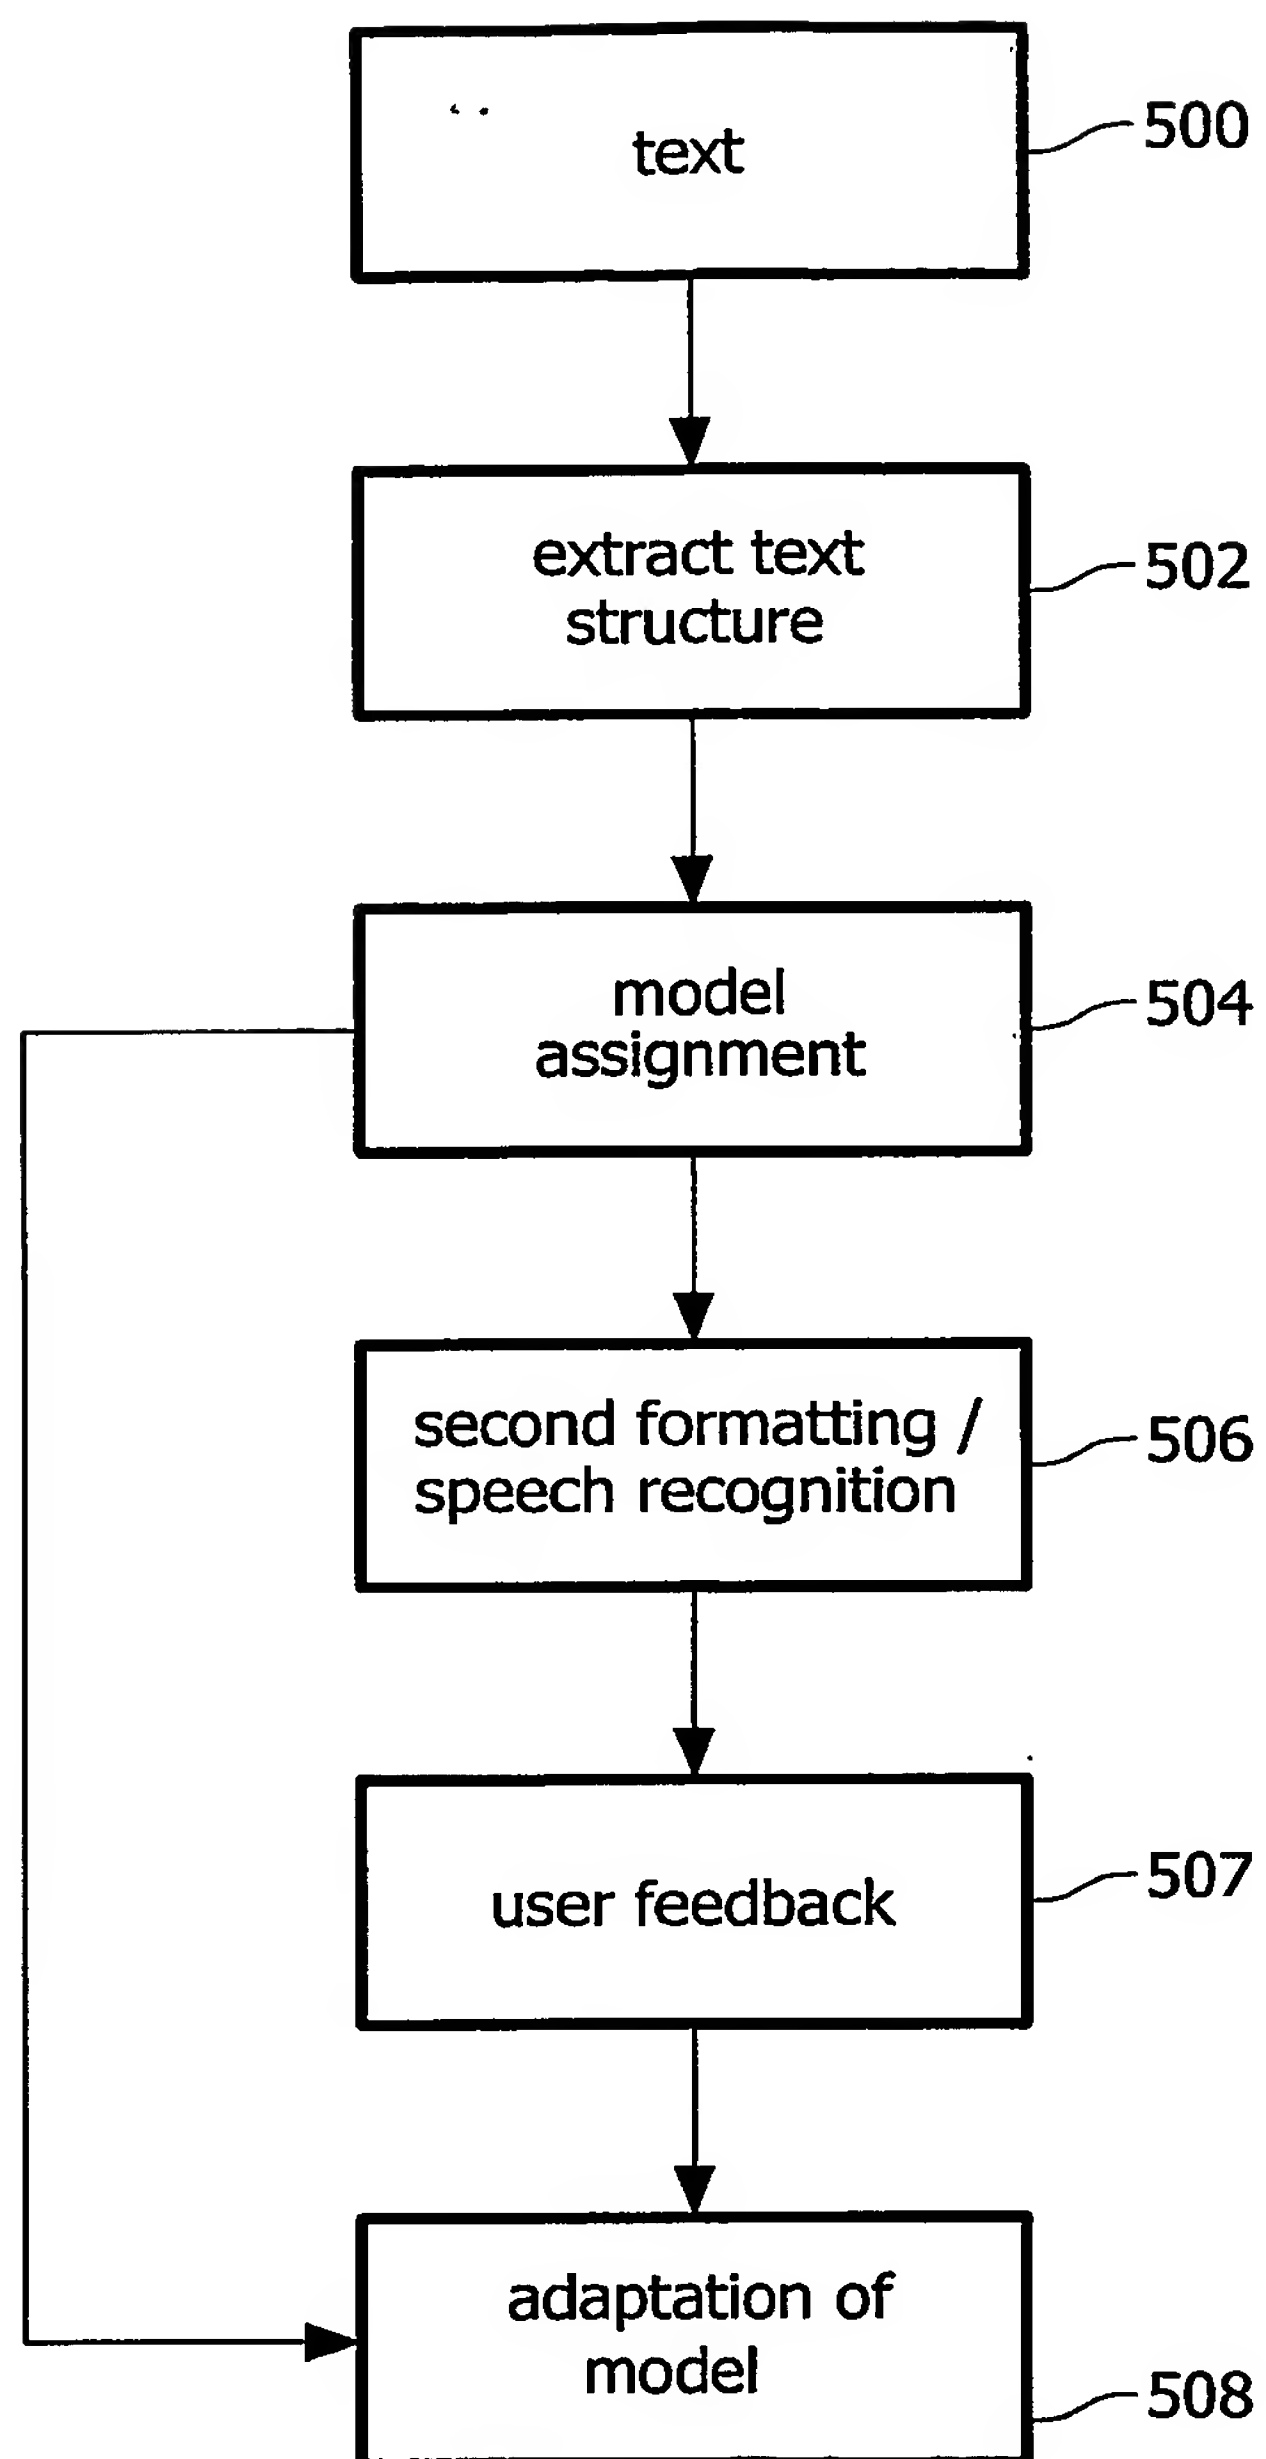 text
500
extract text
structure
502
model
assignment
504
second formatting /
speech recognition
506
user feedback
507
adaptation of
model
508